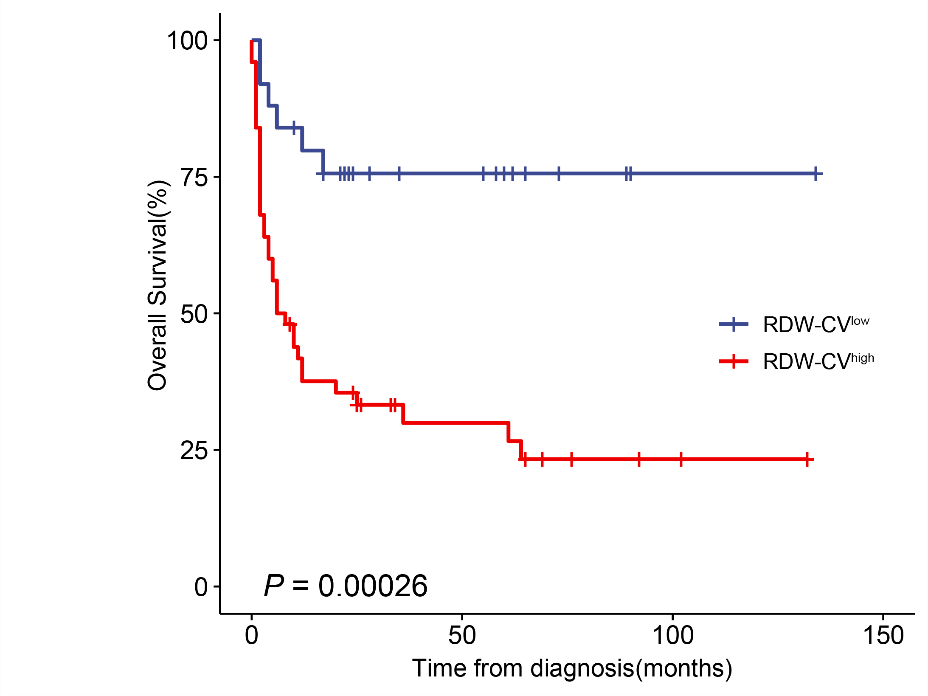 100
75
50
25
0
Overall Survival(%)
RDW-CVlow
RDW-CVhigh
P = 0.00026
0 50 100 150
Time from diagnosis(months)